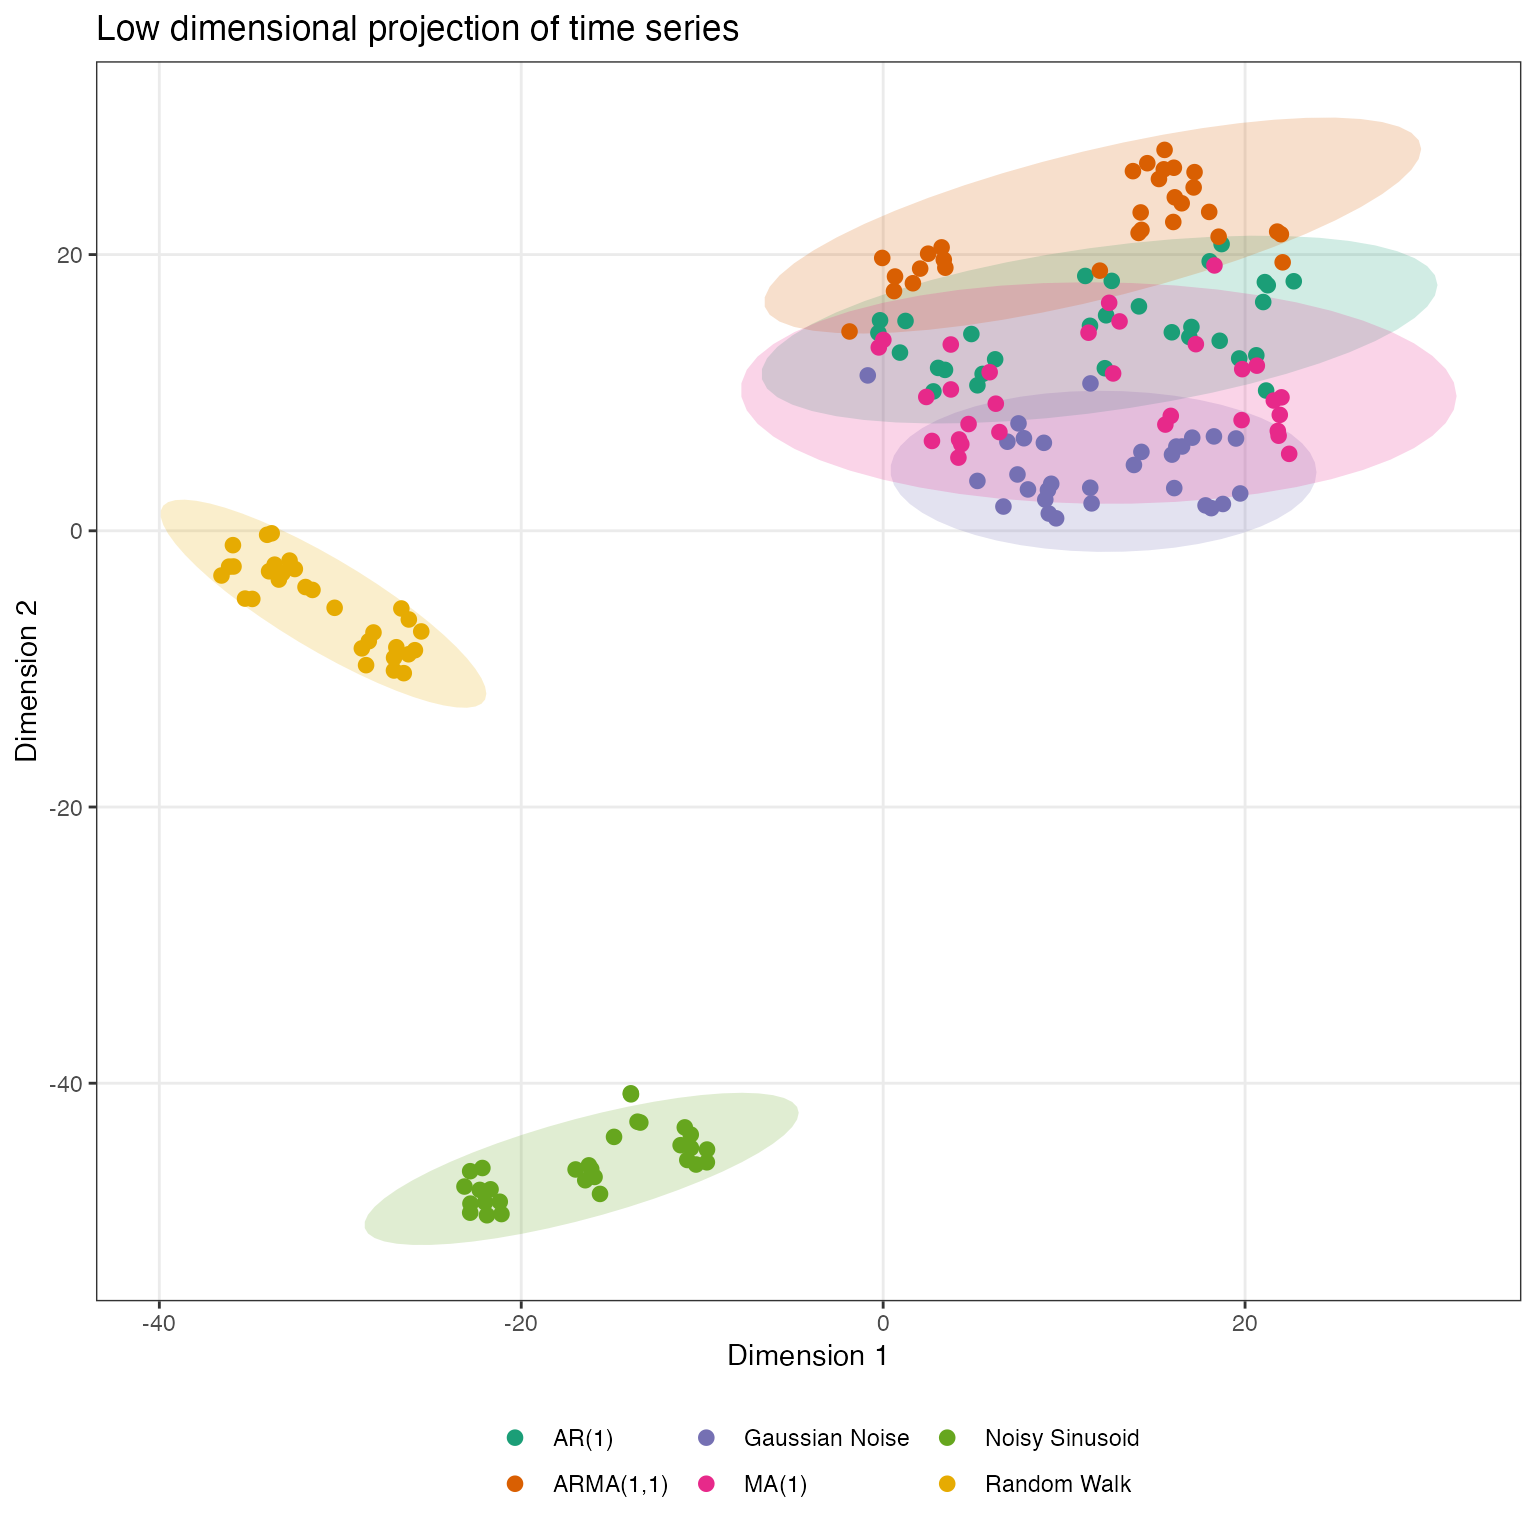 Low dimensional projection of time series
20
0
-20
-40
Dimension 2
-40 -20 0 20
Dimension 1
AR(1) Gaussian Noise Noisy Sinusoid
ARMA(1,1) MA(1) Random Walk